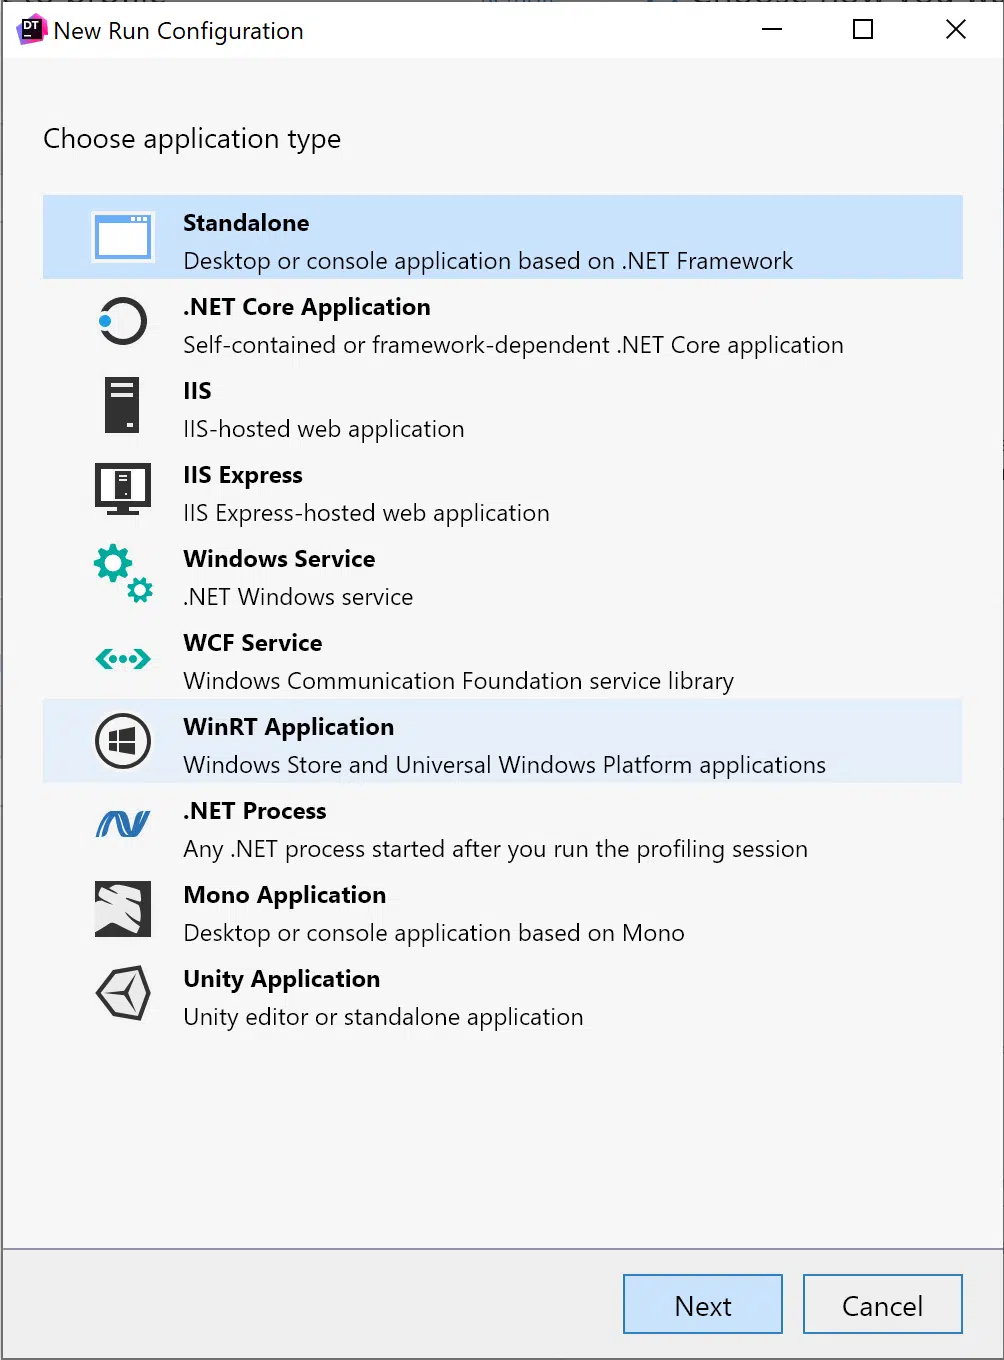 DT
New Run Configuration
Choose application type
Standalone
Desktop or console application based on .NET Framework
.NET Core Application
Self-contained or framework-dependent .NET Core application
IIS
IIS-hosted web application
IIS Express
IIS Express-hosted web application
Windows Service
.NET Windows service
WCF Service
Windows Communication Foundation service library
WinRT Application
Windows Store and Universal Windows Platform applications
.NET Process
Any .NET process started after you run the profiling session
Mono Application
Desktop or console application based on Mono
Unity Application
Unity editor or standalone application
Next
Cancel